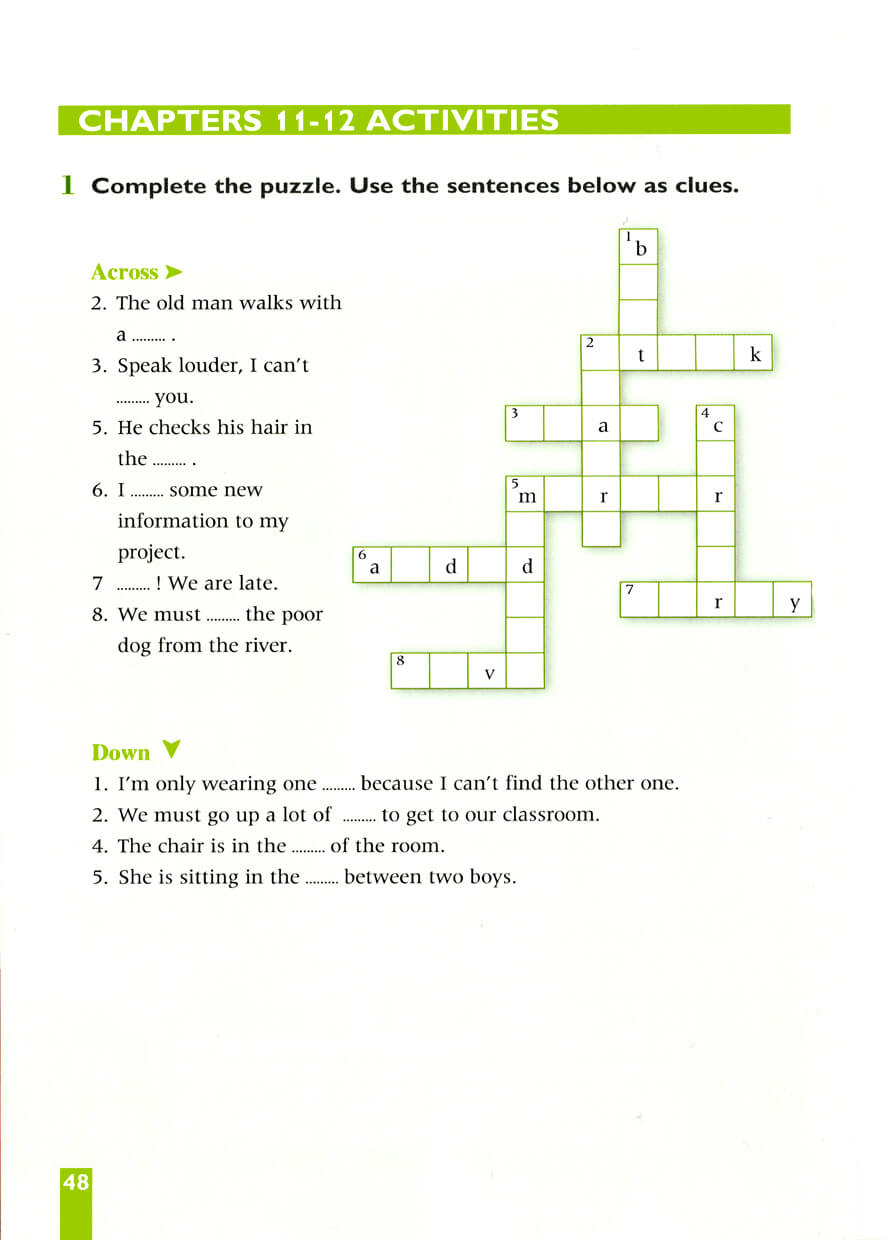 CHAPTERS 11-12 ACTIVITIES
1 Complete the puzzle. Use the sentences below as clues.
Across ➤
2. The old man walks with
a ......... .
3. Speak louder, I can't
......... you.
5. He checks his hair in
the ......... .
6. I ......... some new
information to my
project.
7 ......... ! We are late.
8. We must ......... the poor
dog from the river.
1 b
2 t k
3 a
4 c
5 m r r
6 a d d
7 r y
8 v
Down ▼
1. I'm only wearing one ......... because I can't find the other one.
2. We must go up a lot of ......... to get to our classroom.
4. The chair is in the ......... of the room.
5. She is sitting in the ......... between two boys.
48